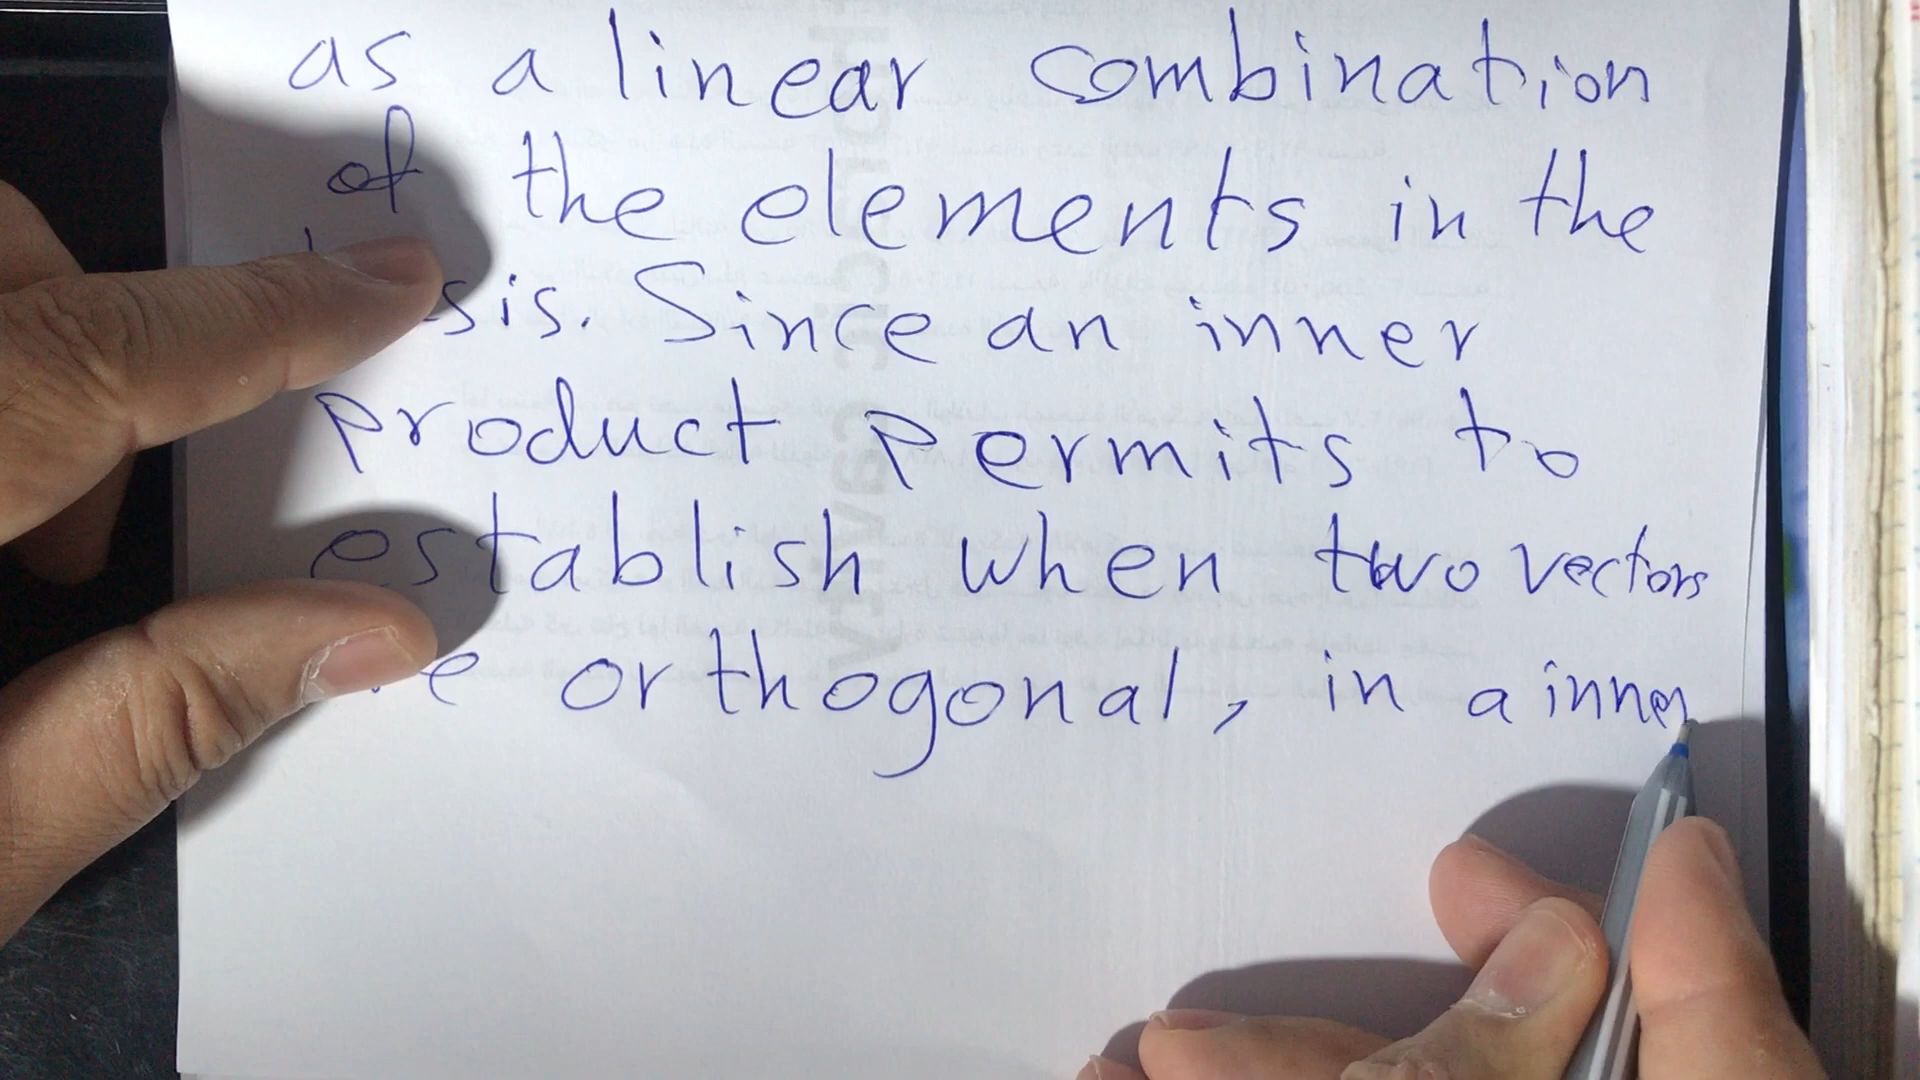 as a linear combination
of the elements in the
sis. Since an inner
product permits to
establish when two vectors
e orthogonal, in a inner